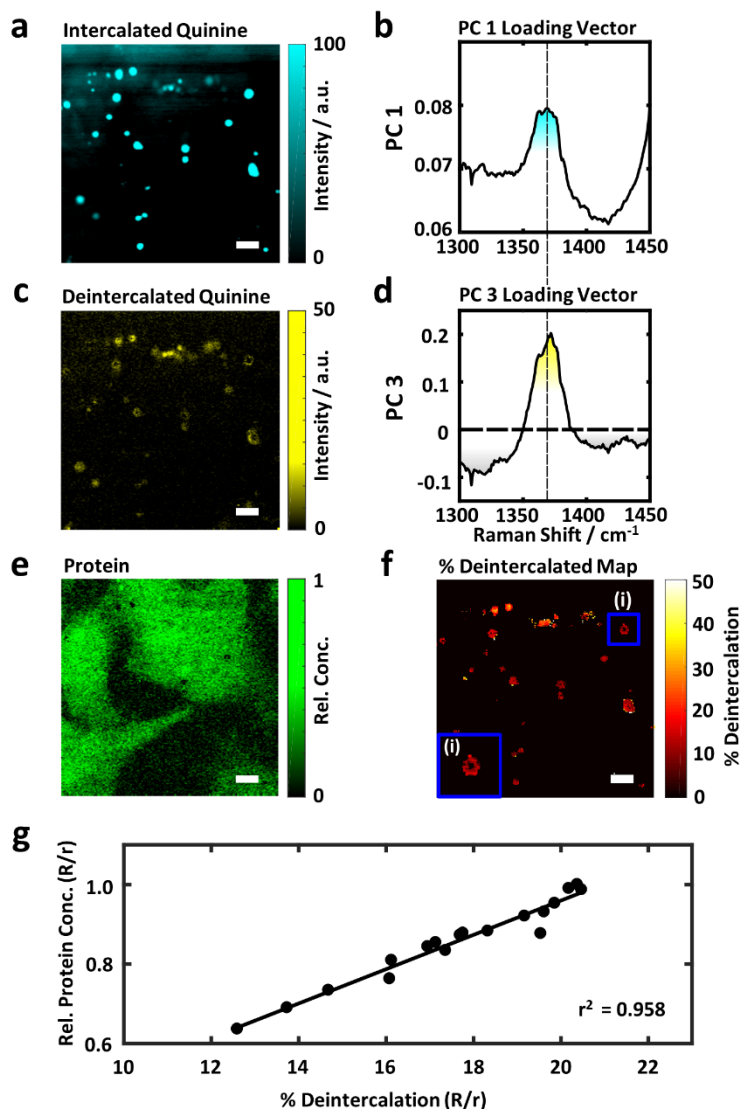 a
Intercalated Quinine
100
Intensity / a.u.
0
b
PC 1 Loading Vector
PC 1
0.08
0.07
0.06
1300 1350 1400 1450
c
Deintercalated Quinine
50
Intensity / a.u.
0
d
PC 3 Loading Vector
PC 3
0.2
0.1
0
-0.1
1300 1350 1400 1450
Raman Shift / cm⁻¹
e
Protein
1
Rel. Conc.
0
f
% Deintercalated Map
(i)
(i)
50
40
30
20
10
0
% Deintercalation
g
Rel. Protein Conc. (R/r)
1.0
0.8
0.6
r² = 0.958
10 12 14 16 18 20 22
% Deintercalation (R/r)